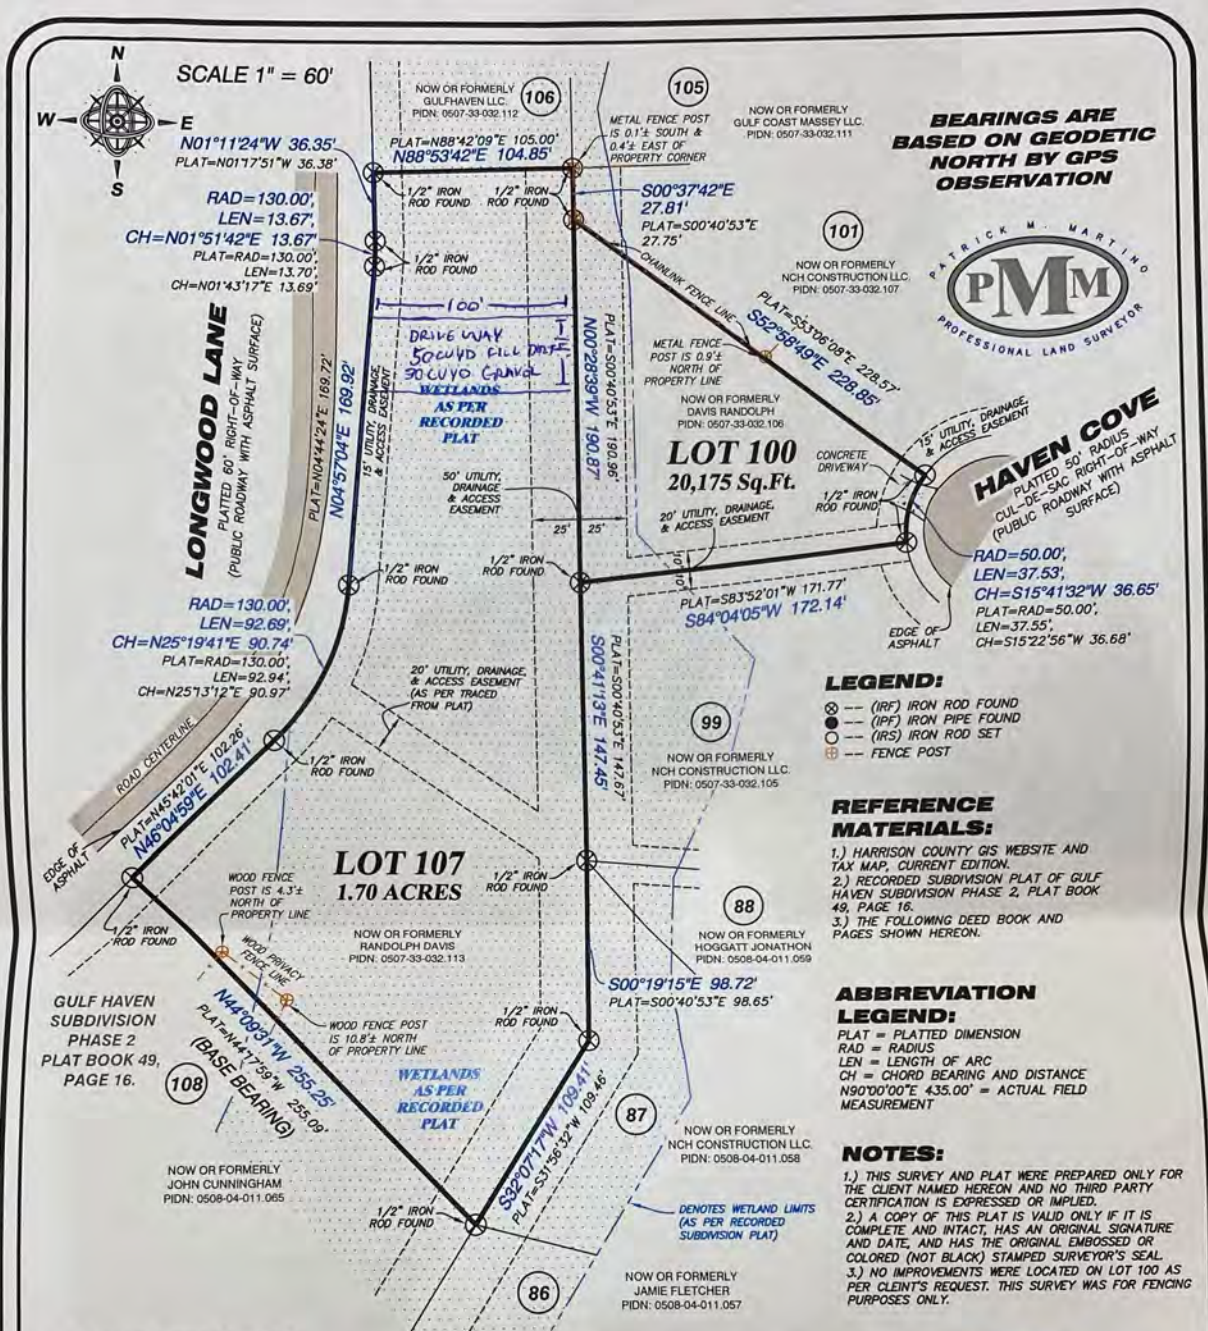 N
W
E
S
SCALE 1" = 60'
NOW OR FORMERLY
GULFHAVEN LLC.
PIDN: 0507-33-032.112
106
105
NOW OR FORMERLY
GULF COAST MASSEY LLC.
PIDN: 0507-33-032.111
METAL FENCE POST
IS 0.1'± SOUTH &
0.4'± EAST OF
PROPERTY CORNER
BEARINGS ARE
BASED ON GEODETIC
NORTH BY GPS
OBSERVATION
N01°11'24"W 36.35'
PLAT=N01°17'51"W 36.38'
PLAT=N88°42'09"E 105.00'
N88°53'42"E 104.85'
1/2" IRON
ROD FOUND
1/2" IRON
ROD FOUND
S00°37'42"E
27.81'
PLAT=S00°40'53"E
27.75'
RAD=130.00',
LEN=13.67',
CH=N01°51'42"E 13.67'
PLAT=RAD=130.00',
LEN=13.70'
CH=N01°43'17"E 13.69'
1/2" IRON
ROD FOUND
101
NOW OR FORMERLY
NCH CONSTRUCTION LLC.
PIDN: 0507-33-032.107
PATRICK M. MARTINO
PMM
PROFESSIONAL LAND SURVEYOR
CHAINLINK FENCE LINE
PLAT=S53°06'08"E 228.57'
S52°58'49"E 228.85'
100'
DRIVE WAY
50 CUYD FILL DIRT
50 CUYD GRAVEL
WETLANDS
AS PER
RECORDED
PLAT
LONGWOOD LANE
PLATTED 60' RIGHT-OF-WAY
(PUBLIC ROADWAY WITH ASPHALT SURFACE)
PLAT=N04°44'24"E 169.72'
N04°57'04"E 169.92'
15' UTILITY, DRAINAGE,
& ACCESS EASEMENT
N00°28'39"W 190.87'
PLAT=S00°40'53"E 190.96'
METAL FENCE
POST IS 0.9'±
NORTH OF
PROPERTY LINE
NOW OR FORMERLY
DAVIS RANDOLPH
PIDN: 0507-33-032.106
LOT 100
20,175 Sq.Ft.
15' UTILITY, DRAINAGE,
& ACCESS EASEMENT
CONCRETE
DRIVEWAY
1/2" IRON
ROD FOUND
HAVEN COVE
PLATTED 50' RADIUS
CUL-DE-SAC RIGHT-OF-WAY
(PUBLIC ROADWAY WITH ASPHALT
SURFACE)
50' UTILITY,
DRAINAGE
& ACCESS
EASEMENT
25'
25'
20' UTILITY, DRAINAGE,
& ACCESS EASEMENT
10'
10'
1/2" IRON
ROD FOUND
1/2" IRON
ROD FOUND
PLAT=S83°52'01"W 171.77'
S84°04'05"W 172.14'
RAD=50.00',
LEN=37.53',
CH=S15°41'32"W 36.65'
PLAT=RAD=50.00',
LEN=37.55',
CH=S15°22'56"W 36.68'
EDGE OF
ASPHALT
RAD=130.00',
LEN=92.69',
CH=N25°19'41"E 90.74'
PLAT=RAD=130.00',
LEN=92.94',
CH=N25°13'12"E 90.97'
20' UTILITY, DRAINAGE,
& ACCESS EASEMENT
(AS PER TRACED
FROM PLAT)
S00°41'13"E 147.45'
PLAT=S00°40'53"E 147.67'
99
NOW OR FORMERLY
NCH CONSTRUCTION LLC.
PIDN: 0507-33-032.105
LEGEND:
-- (IRF) IRON ROD FOUND
-- (IPF) IRON PIPE FOUND
-- (IRS) IRON ROD SET
-- FENCE POST
ROAD CENTERLINE
PLAT=N45°42'01"E 102.26'
N46°04'59"E 102.41'
1/2" IRON
ROD FOUND
EDGE OF
ASPHALT
LOT 107
1.70 ACRES
WOOD FENCE
POST IS 4.3'±
NORTH OF
PROPERTY LINE
1/2" IRON
ROD FOUND
1/2" IRON
ROD FOUND
NOW OR FORMERLY
RANDOLPH DAVIS
PIDN: 0507-33-032.113
WOOD PRIVACY
FENCE LINE
88
NOW OR FORMERLY
HOGGATT JONATHON
PIDN: 0508-04-011.059
REFERENCE
MATERIALS:
1.) HARRISON COUNTY GIS WEBSITE AND
TAX MAP, CURRENT EDITION.
2.) RECORDED SUBDIVISION PLAT OF GULF
HAVEN SUBDIVISION PHASE 2, PLAT BOOK
49, PAGE 16.
3.) THE FOLLOWING DEED BOOK AND
PAGES SHOWN HEREON.
S00°19'15"E 98.72'
PLAT=S00°40'53"E 98.65'
GULF HAVEN
SUBDIVISION
PHASE 2
PLAT BOOK 49,
PAGE 16.
N44°09'31"W 255.25'
PLAT=N44°17'59"W 255.09'
(BASE BEARING)
WOOD FENCE POST
IS 10.8'± NORTH
OF PROPERTY LINE
1/2" IRON
ROD FOUND
108
WETLANDS
AS PER
RECORDED
PLAT
S32°07'17"W 109.41'
PLAT=S31°56'32"W 109.46'
87
NOW OR FORMERLY
NCH CONSTRUCTION LLC.
PIDN: 0508-04-011.058
ABBREVIATION
LEGEND:
PLAT = PLATTED DIMENSION
RAD = RADIUS
LEN = LENGTH OF ARC
CH = CHORD BEARING AND DISTANCE
N90°00'00"E 435.00' = ACTUAL FIELD
MEASUREMENT
NOW OR FORMERLY
JOHN CUNNINGHAM
PIDN: 0508-04-011.065
1/2" IRON
ROD FOUND
DENOTES WETLAND LIMITS
(AS PER RECORDED
SUBDIVISION PLAT)
86
NOW OR FORMERLY
JAMIE FLETCHER
PIDN: 0508-04-011.057
NOTES:
1.) THIS SURVEY AND PLAT WERE PREPARED ONLY FOR
THE CLIENT NAMED HEREON AND NO THIRD PARTY
CERTIFICATION IS EXPRESSED OR IMPLIED.
2.) A COPY OF THIS PLAT IS VALID ONLY IF IT IS
COMPLETE AND INTACT, HAS AN ORIGINAL SIGNATURE
AND DATE, AND HAS THE ORIGINAL EMBOSSED OR
COLORED (NOT BLACK) STAMPED SURVEYOR'S SEAL.
3.) NO IMPROVEMENTS WERE LOCATED ON LOT 100 AS
PER CLEINT'S REQUEST. THIS SURVEY WAS FOR FENCING
PURPOSES ONLY.